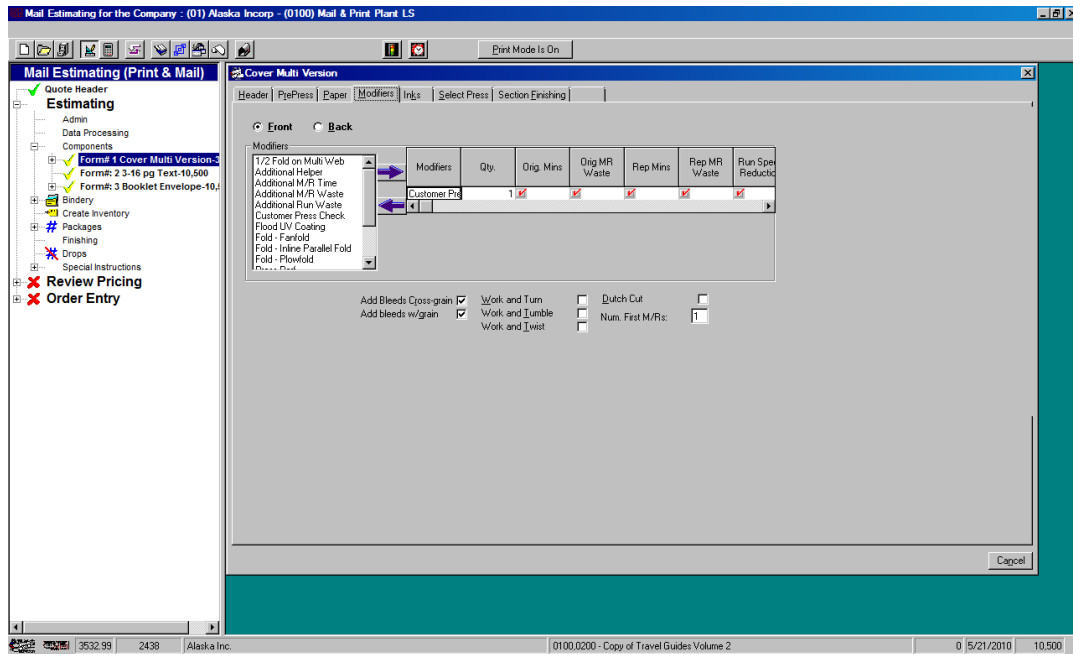 Mail Estimating for the Company : (01) Alaska Incorp - (0100) Mail & Print Plant LS
Print Mode Is On
Mail Estimating (Print & Mail)
Quote Header
Estimating
Admin
Data Processing
Components
Form# 1 Cover Multi Version-3
Form#: 2 3-16 pg Text-10,500
Form#: 3 Booklet Envelope-10,
Bindery
Create Inventory
Packages
Finishing
Drops
Special Instructions
Review Pricing
Order Entry
Cover Multi Version
Header PrePress Paper Modifiers Inks Select Press Section Finishing
Front Back
Modifiers
1/2 Fold on Multi Web
Additional Helper
Additional M/R Time
Additional M/R Waste
Additional Run Waste
Customer Press Check
Flood UV Coating
Fold - Fanfold
Fold - Inline Parallel Fold
Fold - Plowfold
Modifiers Qty. Orig. Mins Orig MR Waste Rep Mins Rep MR Waste Run Spe Reductic
Customer Pre 1
Add Bleeds Cross-grain Work and Turn Dutch Cut
Add bleeds w/grain Work and Tumble Num. First M/Rs: 1
Work and Twist
Cancel
3532.99 2438 Alaska Inc. 0100,0200 - Copy of Travel Guides Volume 2 0 5/21/2010 10,500